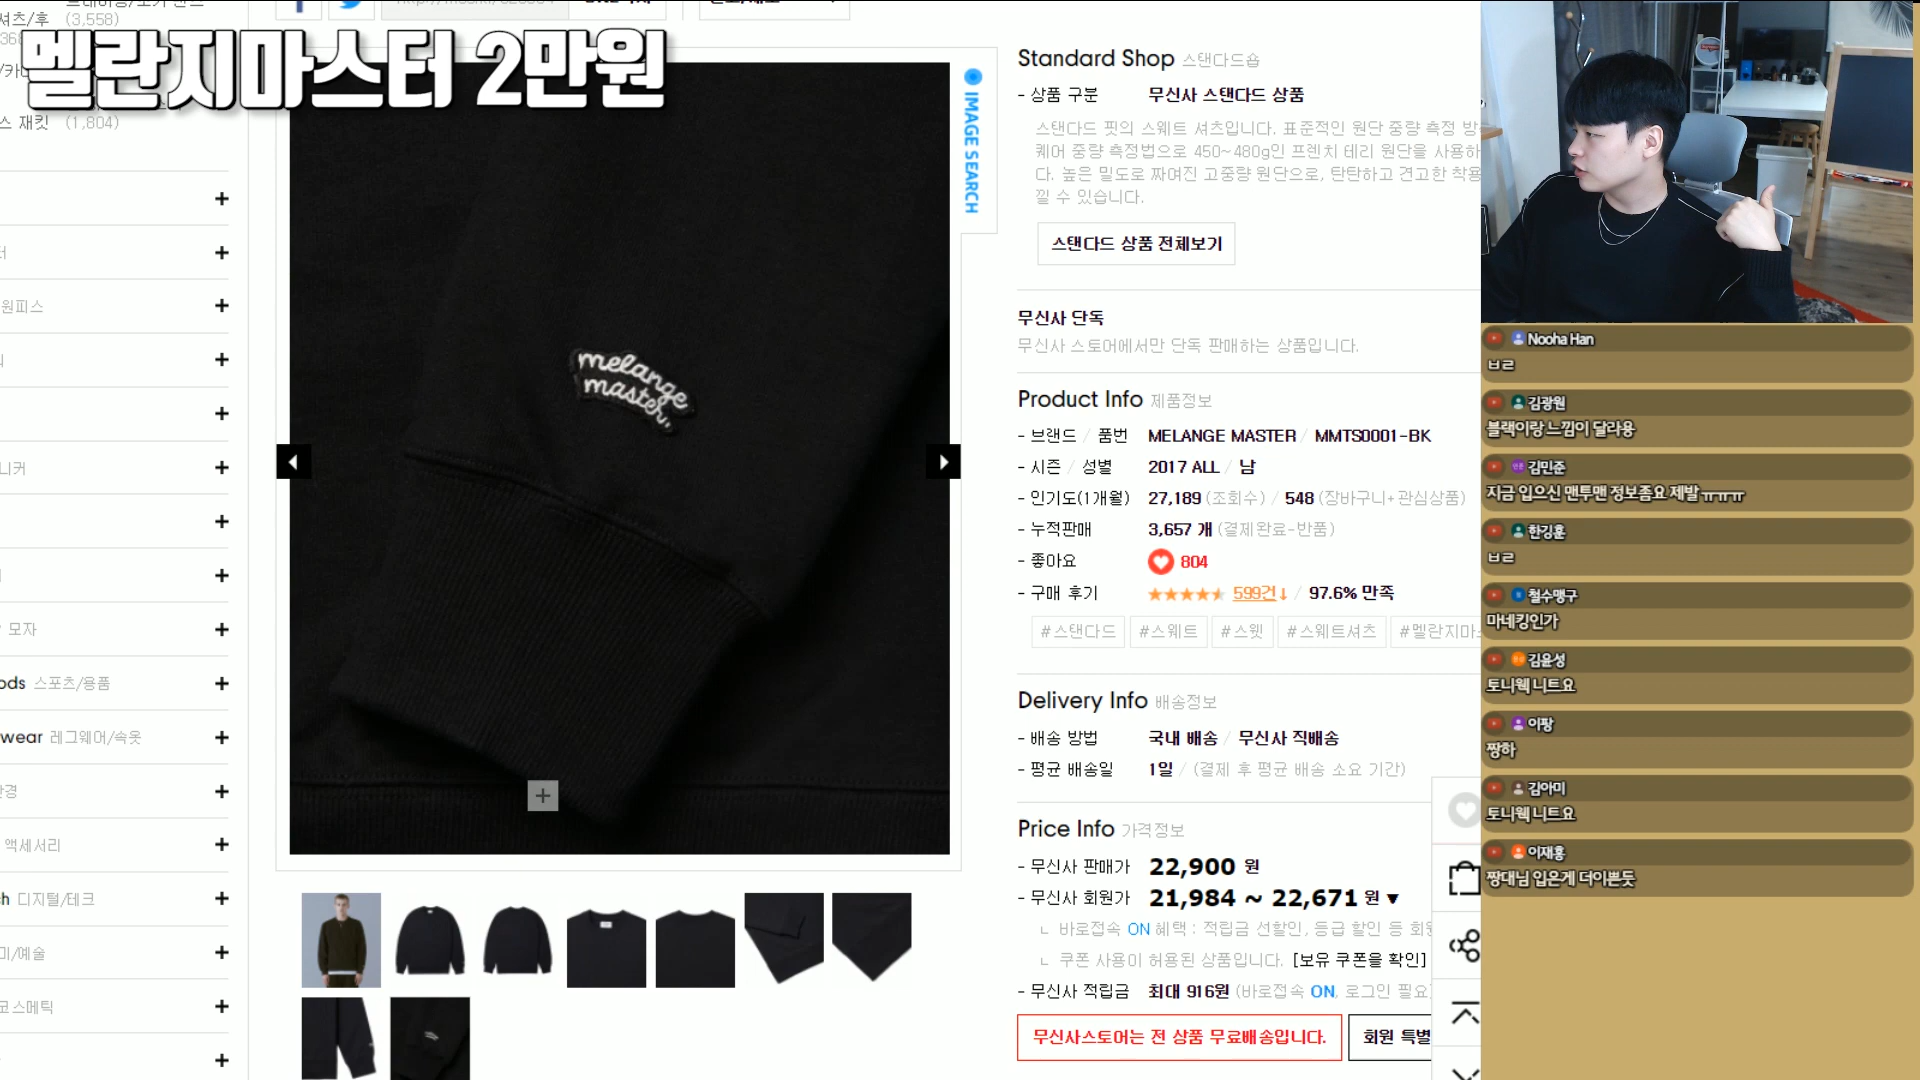 셔츠/후 (3,558)
멜란지마스터 2만원
스 재킷 (1,804)
원피스
니커
모자
ods 스포츠/용품
wear 레그웨어/속옷
안경
액세서리
h 디지털/테크
미/예술
코스메틱
IMAGE SEARCH
melange
master.
Standard Shop 스탠다드숍
- 상품 구분 무신사 스탠다드 상품
스탠다드 핏의 스웨트 셔츠입니다. 표준적인 원단 중량 측정 방
퀘어 중량 측정법으로 450~480g인 프렌치 테리 원단을 사용하
다. 높은 밀도로 짜여진 고중량 원단으로, 탄탄하고 견고한 착용
낄 수 있습니다.
스탠다드 상품 전체보기
무신사 단독
무신사 스토어에서만 단독 판매하는 상품입니다.
Product Info 제품정보
- 브랜드 / 품번 MELANGE MASTER / MMTS0001-BK
- 시즌 / 성별 2017 ALL / 남
- 인기도(1개월) 27,189 (조회수) / 548 (장바구니+관심상품)
- 누적판매 3,657 개 (결제완료-반품)
- 좋아요 804
- 구매 후기 ★★★★★ 599건↓ / 97.6% 만족
#스탠다드 #스웨트 #스웻 #스웨트셔츠 #멜란지마스
Delivery Info 배송정보
- 배송 방법 국내 배송 / 무신사 직배송
- 평균 배송일 1일 / (결제 후 평균 배송 소요 기간)
Price Info 가격정보
- 무신사 판매가 22,900 원
- 무신사 회원가 21,984 ~ 22,671 원 ▼
ㄴ 바로접속 ON 혜택 : 적립금 선할인, 등급 할인 등 회원
ㄴ 쿠폰 사용이 허용된 상품입니다. [보유 쿠폰을 확인]
- 무신사 적립금 최대 916원 (바로접속 ON, 로그인 필요)
무신사스토어는 전 상품 무료배송입니다.
회원 특별
Nooha Han
ㅂㄹ
김광원
블랙이랑 느낌이 달라용
김민준
지금 입으신 맨투맨 정보좀요 제발 ㅠㅠㅠ
한깅훈
ㅂㄹ
철수맹구
마네킹인가
김윤성
토니웩 니트요
이팡
짱하
김아미
토니웩 니트요
이재홍
짱대님 입은게 더이쁜듯